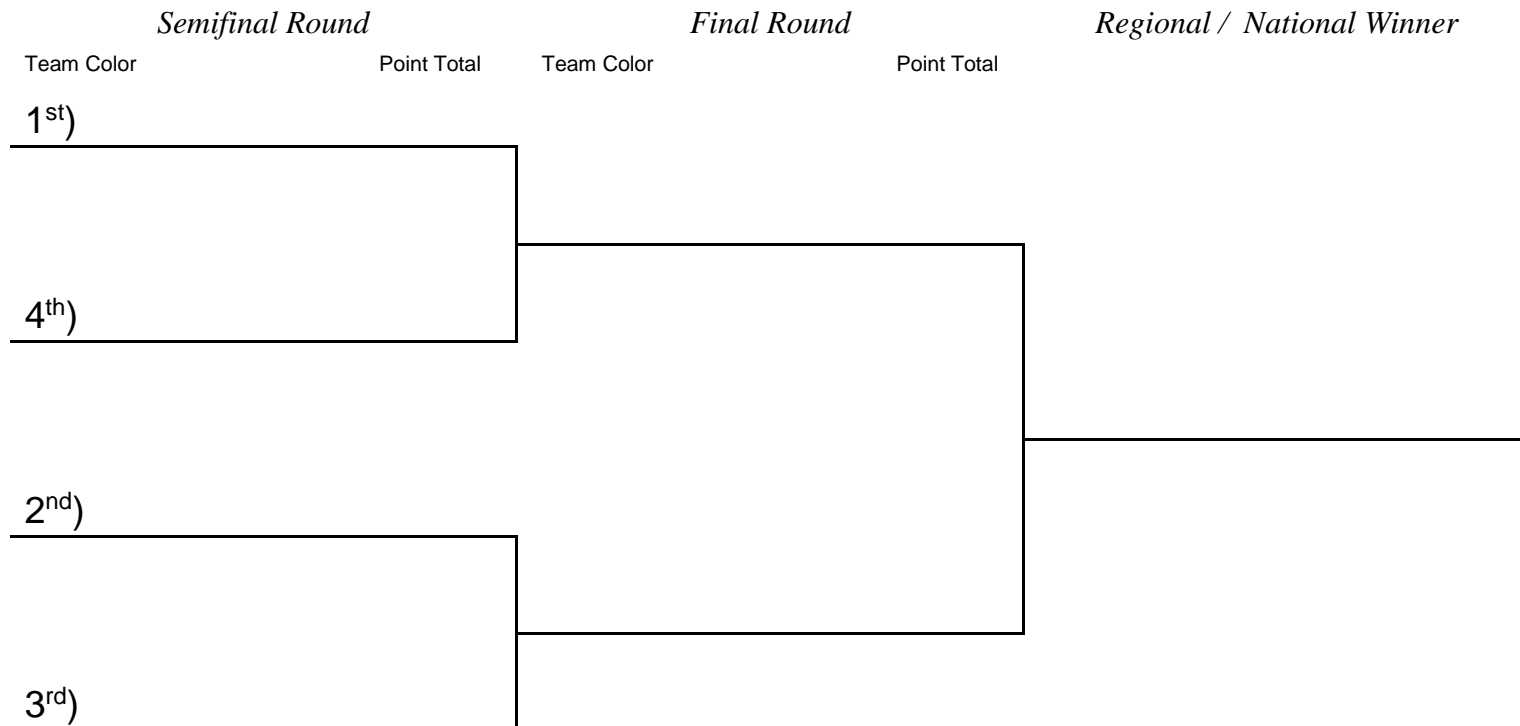 Semifinal Round Final Round Regional / National Winner
Team Color Point Total Team Color Point Total
1st)
4th)
2nd)
3rd)